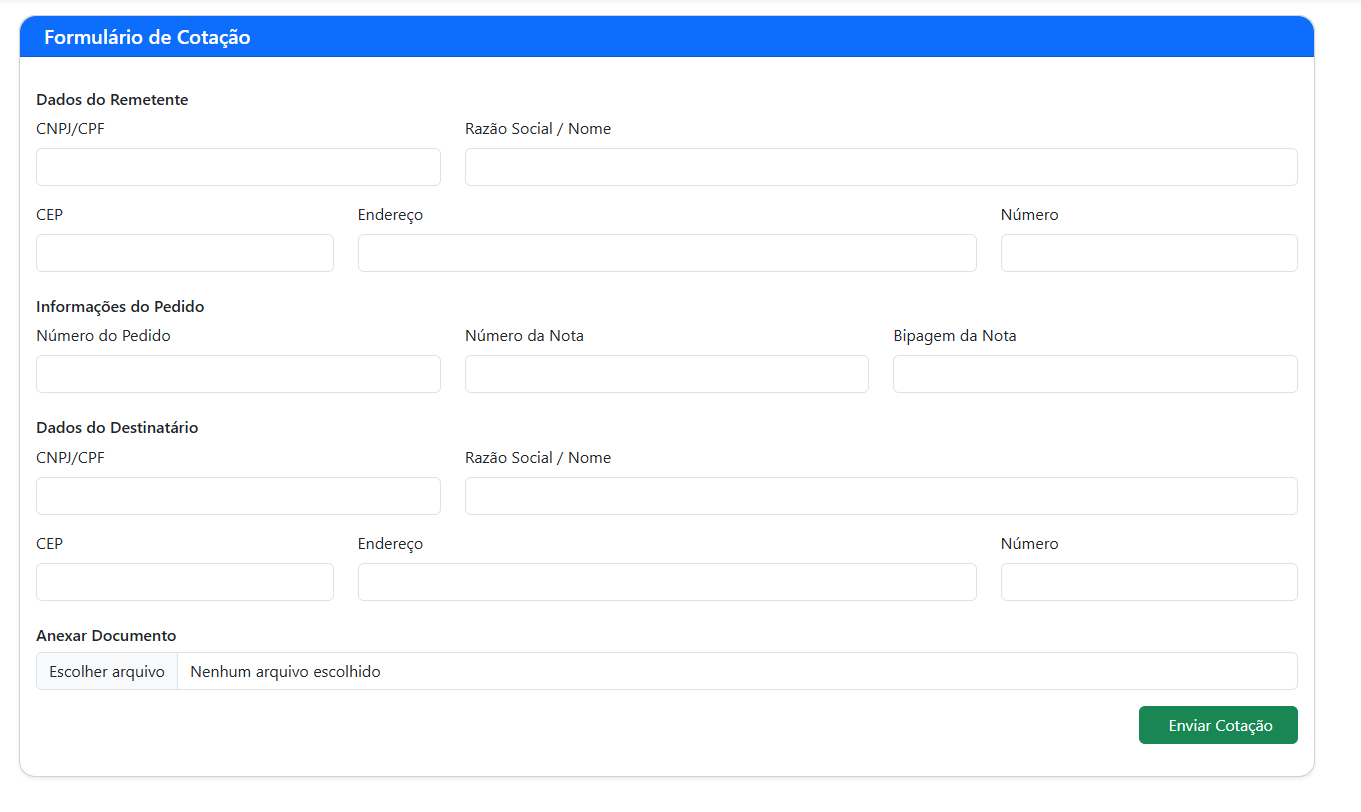 Formulário de Cotação
Dados do Remetente
CNPJ/CPF Razão Social / Nome
CEP Endereço Número
Informações do Pedido
Número do Pedido Número da Nota Bipagem da Nota
Dados do Destinatário
CNPJ/CPF Razão Social / Nome
CEP Endereço Número
Anexar Documento
Escolher arquivo Nenhum arquivo escolhido
Enviar Cotação